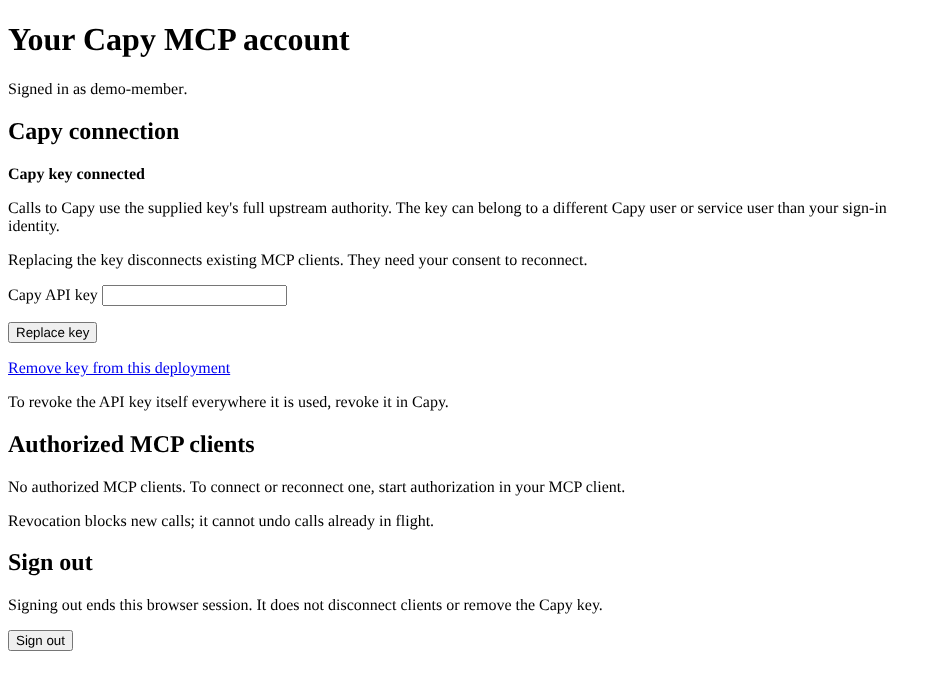 Your Capy MCP account
Signed in as demo-member.
Capy connection
Capy key connected
Calls to Capy use the supplied key's full upstream authority. The key can belong to a different Capy user or service user than your sign-in
identity.
Replacing the key disconnects existing MCP clients. They need your consent to reconnect.
Capy API key
Replace key
Remove key from this deployment
To revoke the API key itself everywhere it is used, revoke it in Capy.
Authorized MCP clients
No authorized MCP clients. To connect or reconnect one, start authorization in your MCP client.
Revocation blocks new calls; it cannot undo calls already in flight.
Sign out
Signing out ends this browser session. It does not disconnect clients or remove the Capy key.
Sign out